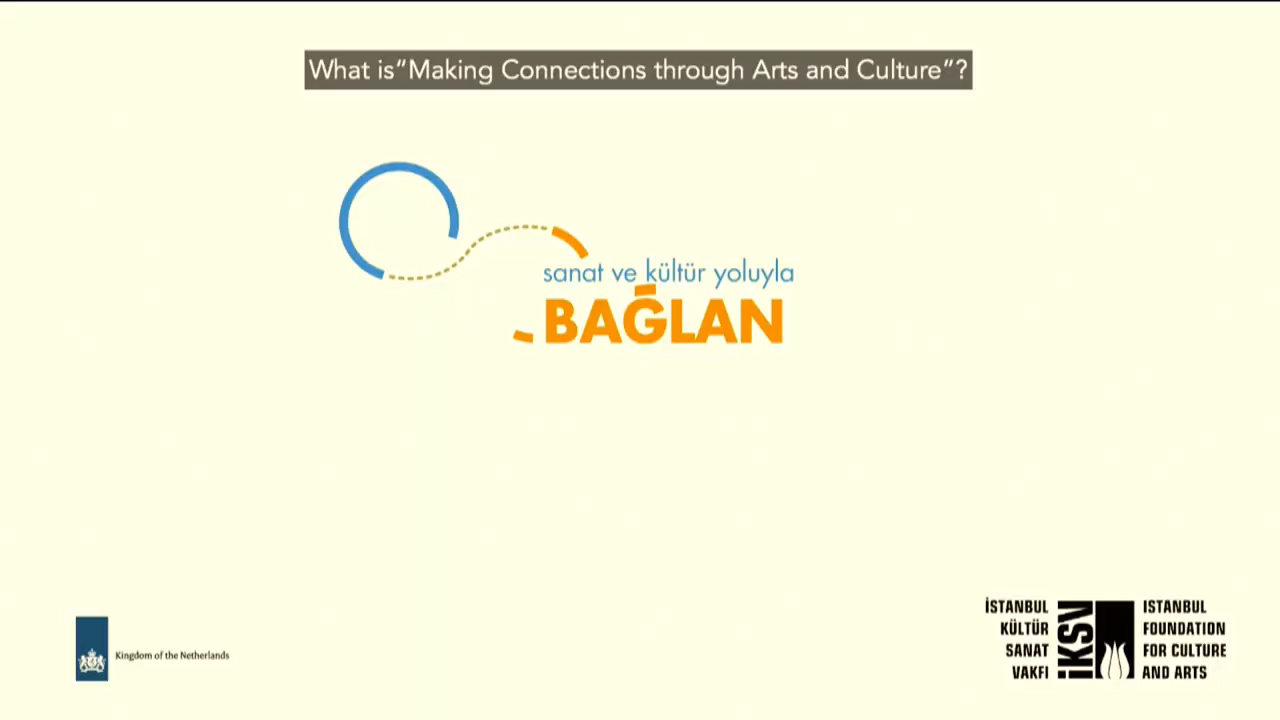 What is“Making Connections through Arts and Culture”?
sanat ve kültür yoluyla
BAĞLAN
Kingdom of the Netherlands
İSTANBUL
KÜLTÜR
SANAT
VAKFI
İKSV
ISTANBUL
FOUNDATION
FOR CULTURE
AND ARTS